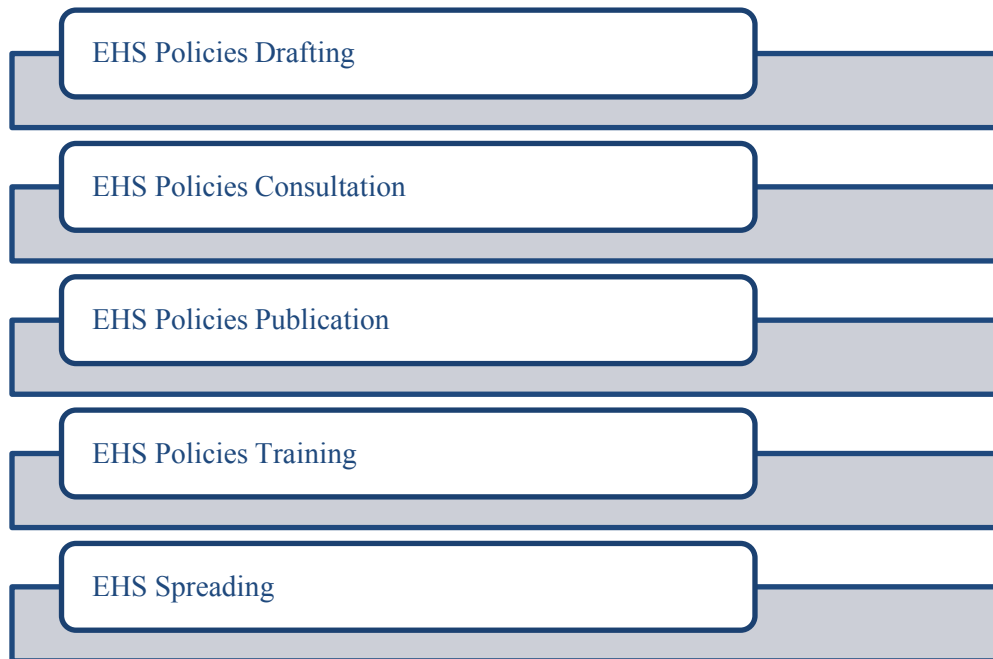 EHS Policies Drafting
EHS Policies Consultation
EHS Policies Publication
EHS Policies Training
EHS Spreading